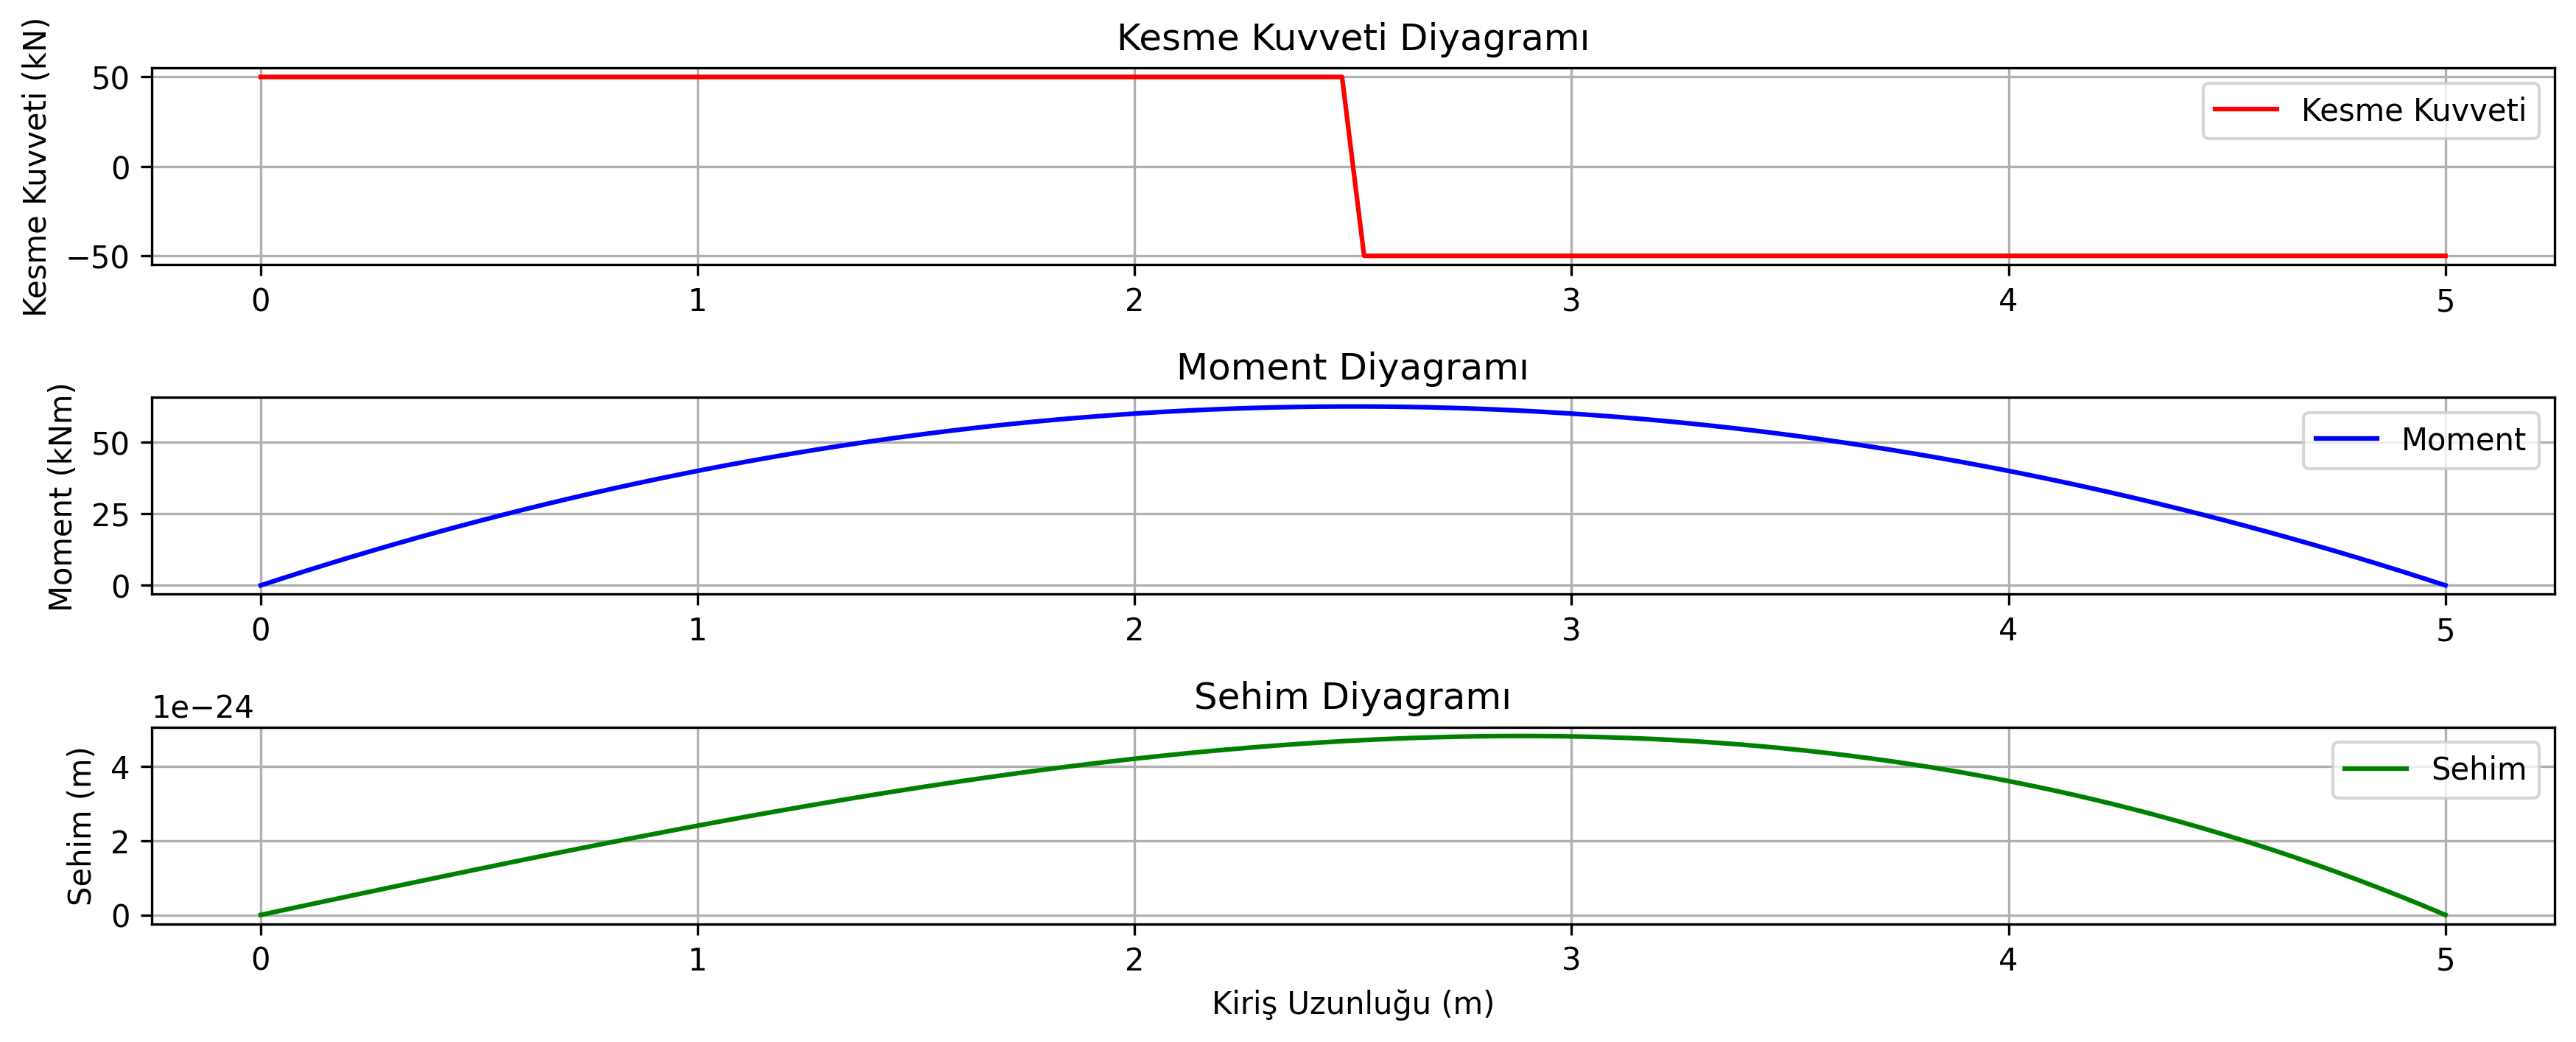 Kesme Kuvveti Diyagramı
Kesme Kuvveti (kN)
50
0
−50
Kesme Kuvveti
0 1 2 3 4 5
Moment Diyagramı
Moment (kNm)
50
25
0
Moment
0 1 2 3 4 5
Sehim Diyagramı
1e−24
Sehim (m)
4
2
0
Sehim
0 1 2 3 4 5
Kiriş Uzunluğu (m)